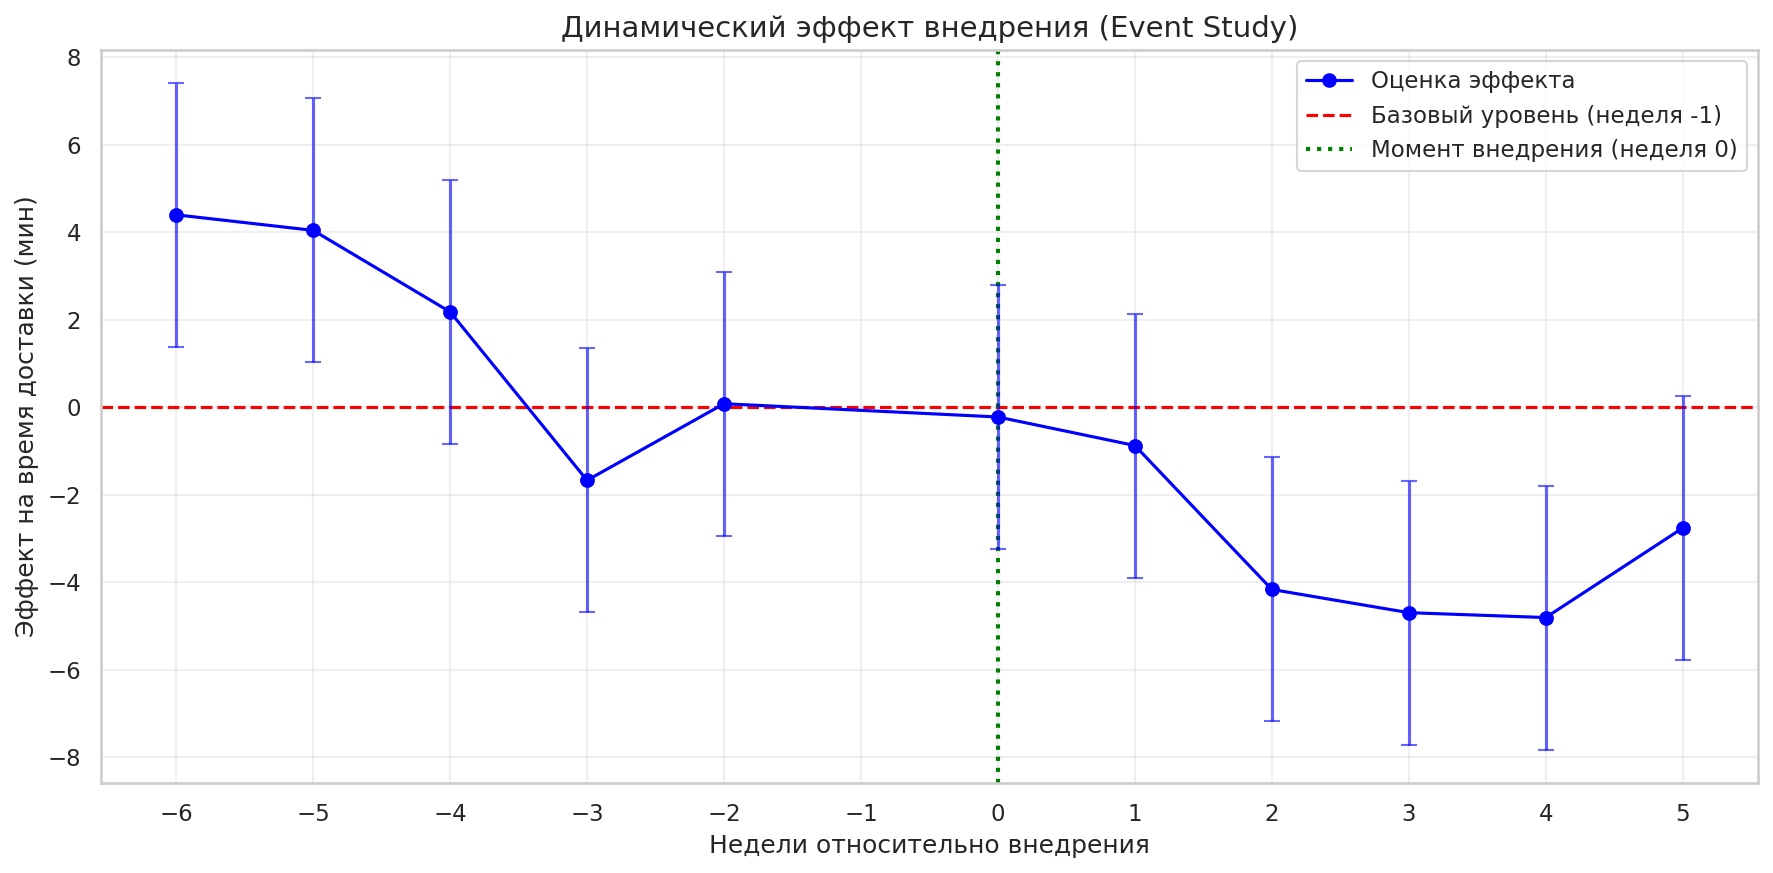 Динамический эффект внедрения (Event Study)
Оценка эффекта
Базовый уровень (неделя -1)
Момент внедрения (неделя 0)
Эффект на время доставки (мин)
8
6
4
2
0
−2
−4
−6
−8
−6 −5 −4 −3 −2 −1 0 1 2 3 4 5
Недели относительно внедрения